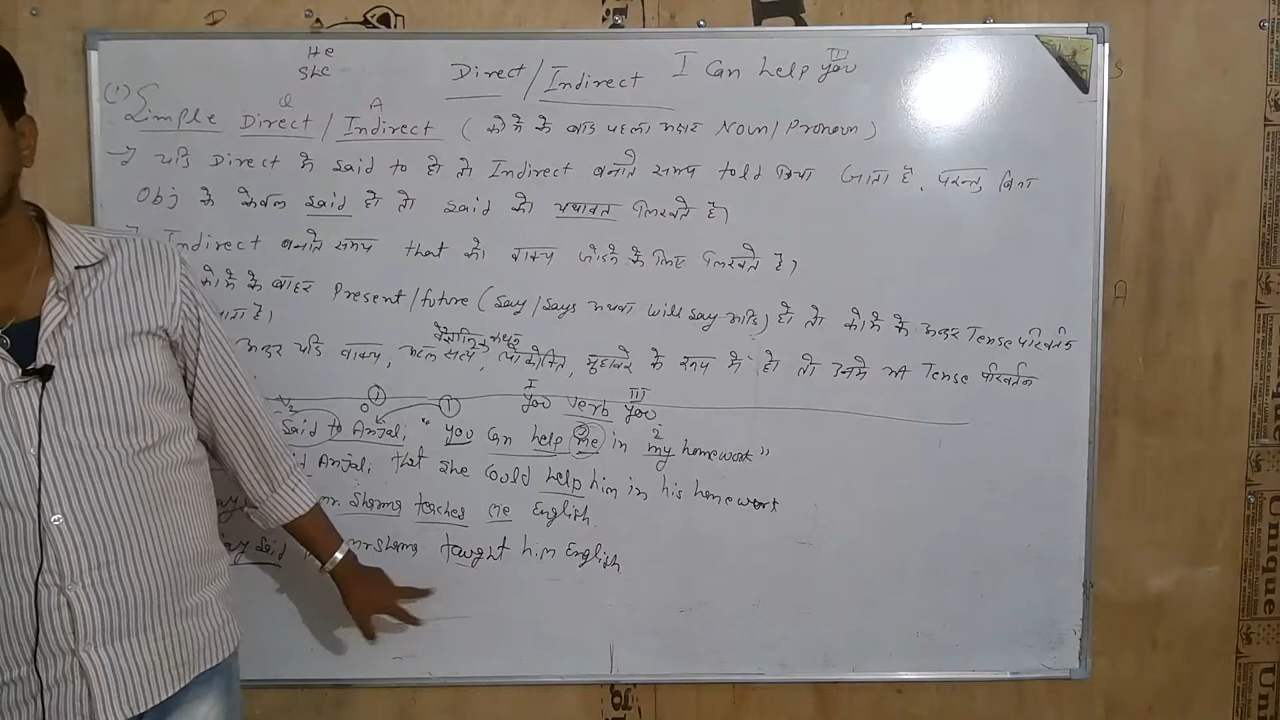 He
She
Direct / Indirect
I Can help you
III
(1) Simple Direct / Indirect ( कोमे के बाद पहला अक्षर Noun / Pronoun )
→ यदि Direct में said to हो तो Indirect बनाते समय told किया जाता है, परन्तु बिना
Obj के केवल said हो तो said को यथावत लिखते है।
→ Indirect बनाते समय that को वाक्य जोड़ने के लिए लिखते है।
कोमे के बाहर Present / future ( say / says अथवा will say आदि ) हो तो कोमे के अन्दर Tense परिवर्त
जाता है।
अन्दर यदि वाक्य, अटल सत्य, लोकोक्ति, मुहावरे के रूप में हो तो उनमें भी Tense परिवर्तन
I III
you verb you
Said to Anjali, "you can help me in my homework"
Anjali that she could help him in his homework
mr. sharma teaches me English.
said mr sharma taught him English.
Unique
Unique